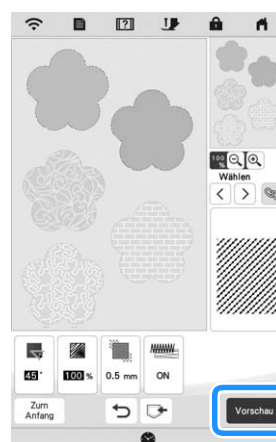 100
%
Wählen
45 °
100 %
0.5 mm
ON
Zum
Anfang
Vorschau